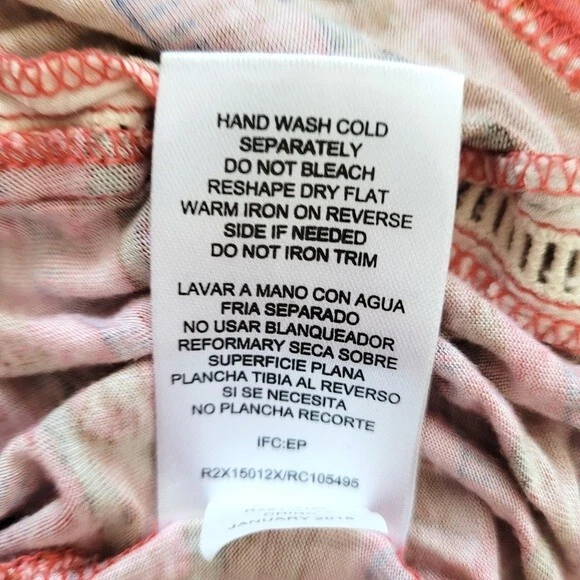 HAND WASH COLD
SEPARATELY
DO NOT BLEACH
RESHAPE DRY FLAT
WARM IRON ON REVERSE
SIDE IF NEEDED
DO NOT IRON TRIM
LAVAR A MANO CON AGUA
FRIA SEPARADO
NO USAR BLANQUEADOR
REFORMARY SECA SOBRE
SUPERFICIE PLANA
PLANCHA TIBIA AL REVERSO
SI SE NECESITA
NO PLANCHA RECORTE
IFC:EP
R2X15012X/RC105495
JANUARY